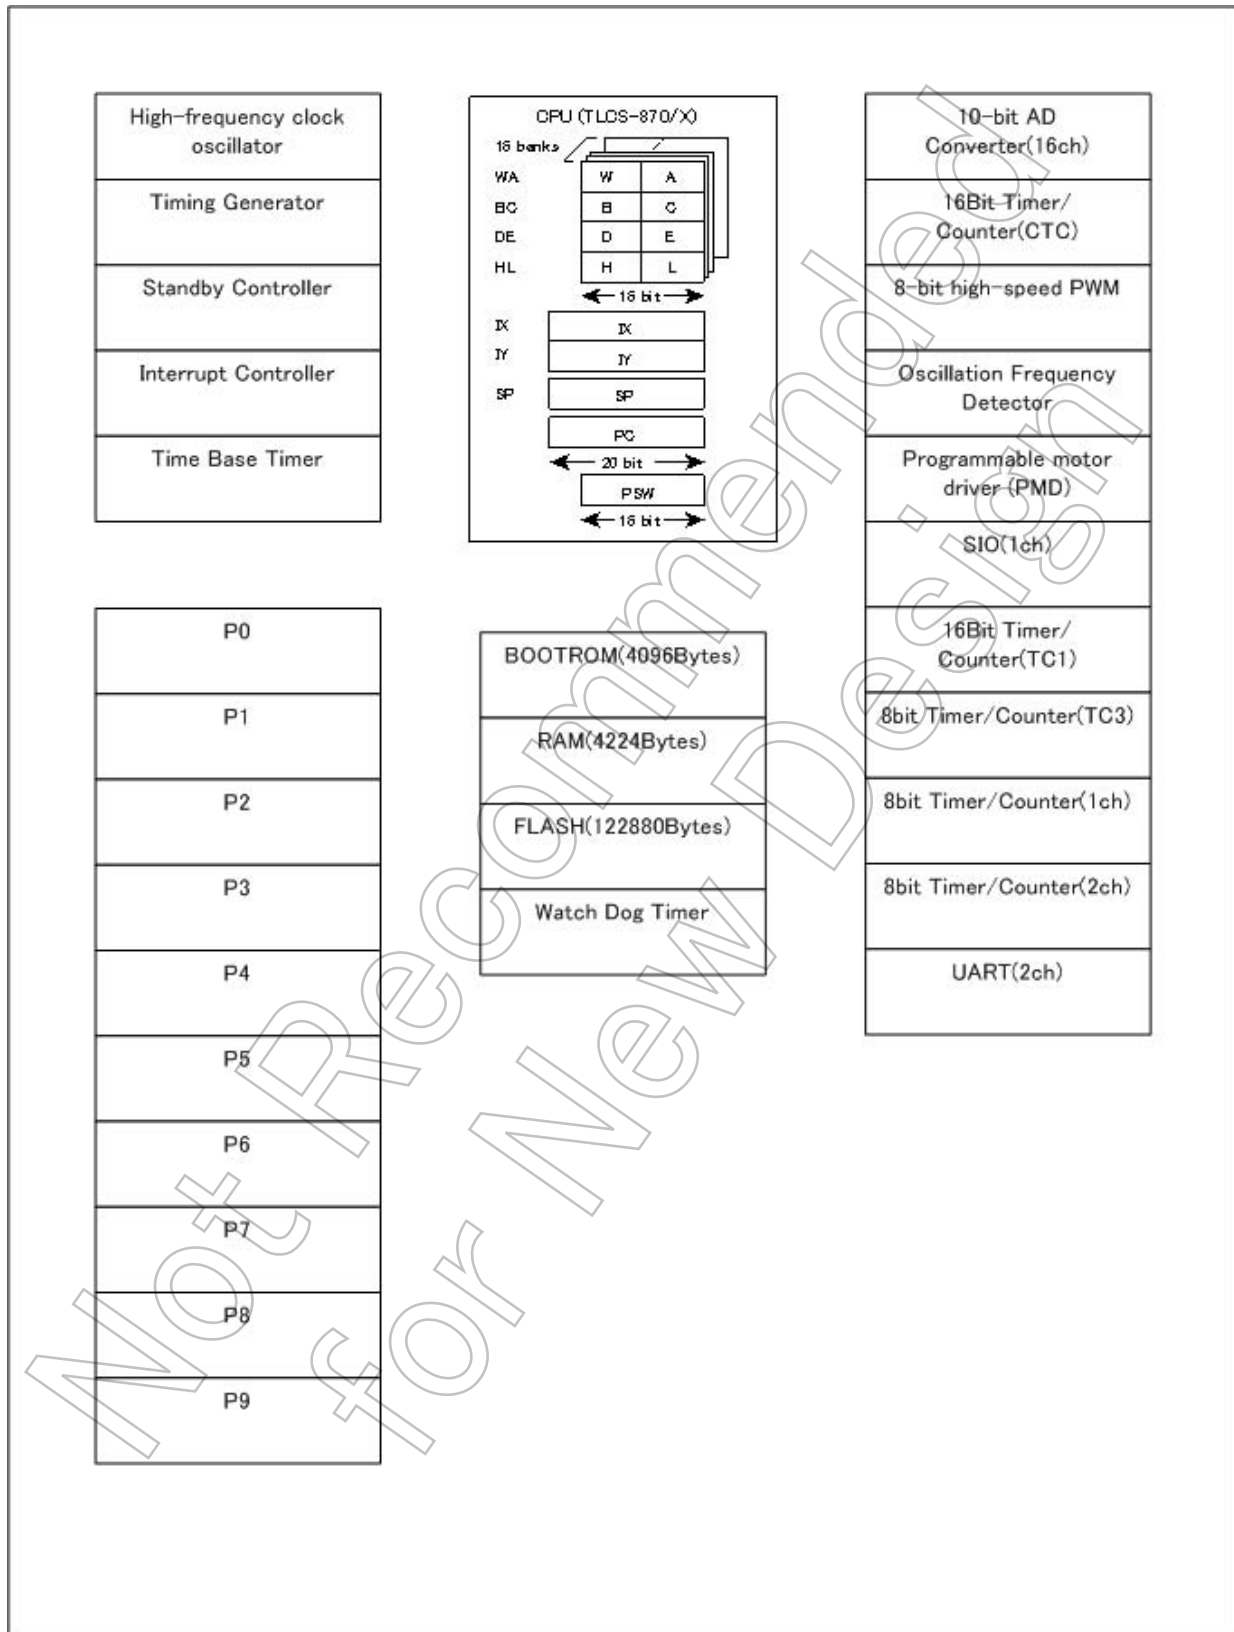 High-frequency clock
oscillator
Timing Generator
Standby Controller
Interrupt Controller
Time Base Timer
CPU (TLCS-870/X)
16 banks
WA W A
BC B C
DE D E
HL H L
16 bit
IX IX
IY IY
SP SP
PC
20 bit
PSW
16 bit
10-bit AD
Converter(16ch)
16Bit Timer/
Counter(CTC)
8-bit high-speed PWM
Oscillation Frequency
Detector
Programmable motor
driver (PMD)
SIO(1ch)
16Bit Timer/
Counter(TC1)
8bit Timer/Counter(TC3)
8bit Timer/Counter(1ch)
8bit Timer/Counter(2ch)
UART(2ch)
P0
P1
P2
P3
P4
P5
P6
P7
P8
P9
BOOTROM(4096Bytes)
RAM(4224Bytes)
FLASH(122880Bytes)
Watch Dog Timer
Not Recommended
for New Design